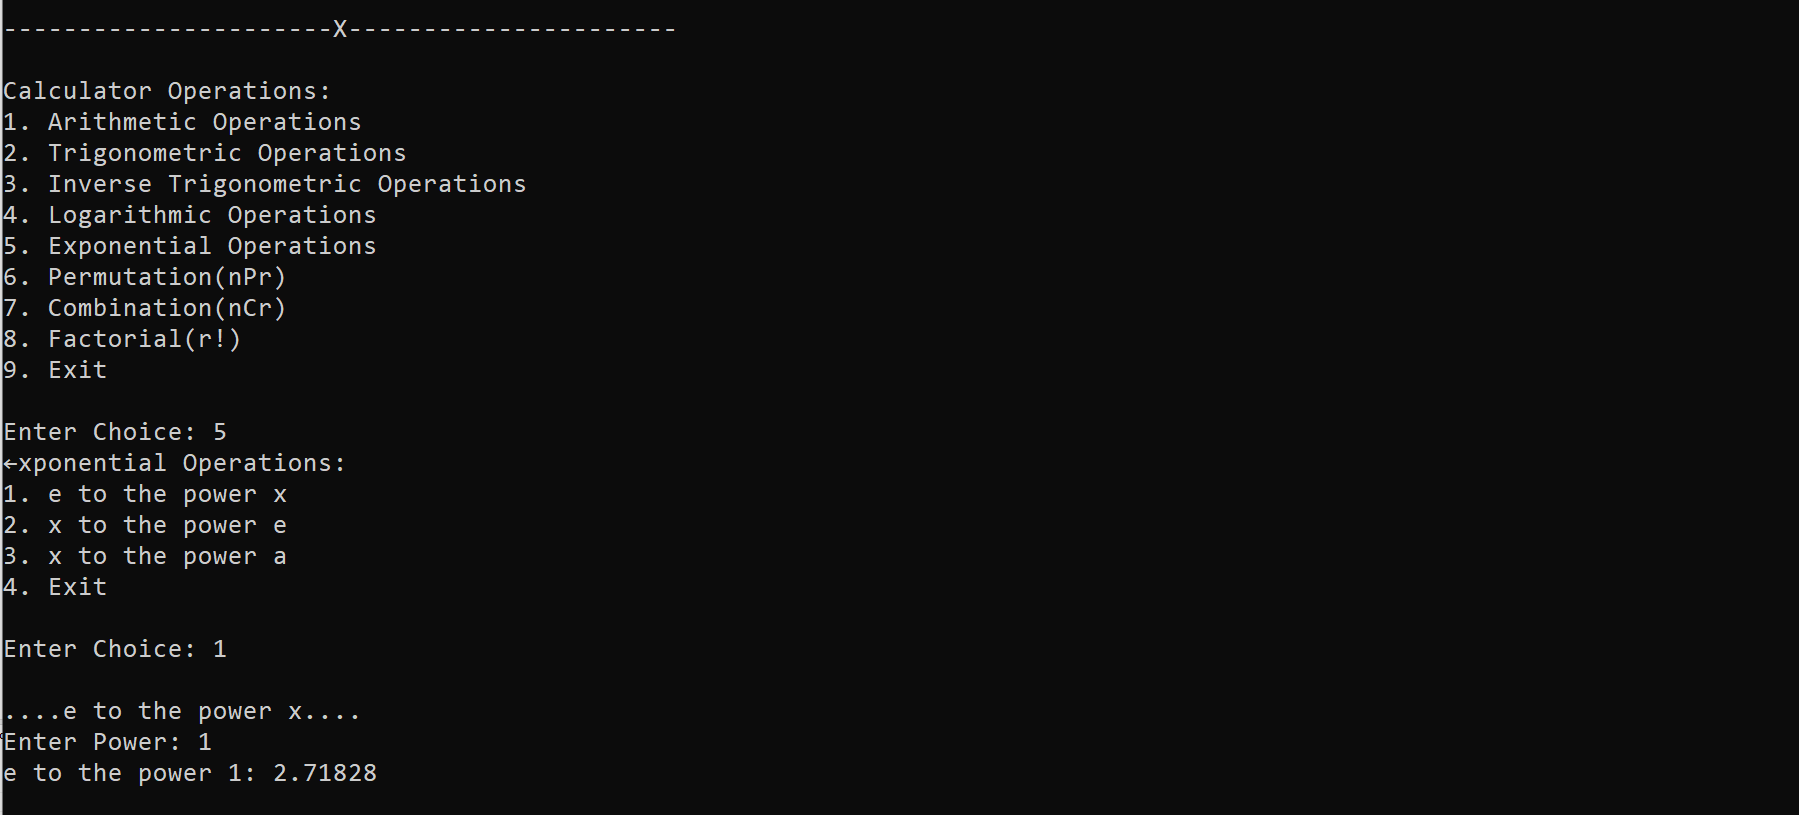 ----------------------X----------------------
Calculator Operations:
1. Arithmetic Operations
2. Trigonometric Operations
3. Inverse Trigonometric Operations
4. Logarithmic Operations
5. Exponential Operations
6. Permutation(nPr)
7. Combination(nCr)
8. Factorial(r!)
9. Exit
Enter Choice: 5
←xponential Operations:
1. e to the power x
2. x to the power e
3. x to the power a
4. Exit
Enter Choice: 1
....e to the power x....
Enter Power: 1
e to the power 1: 2.71828